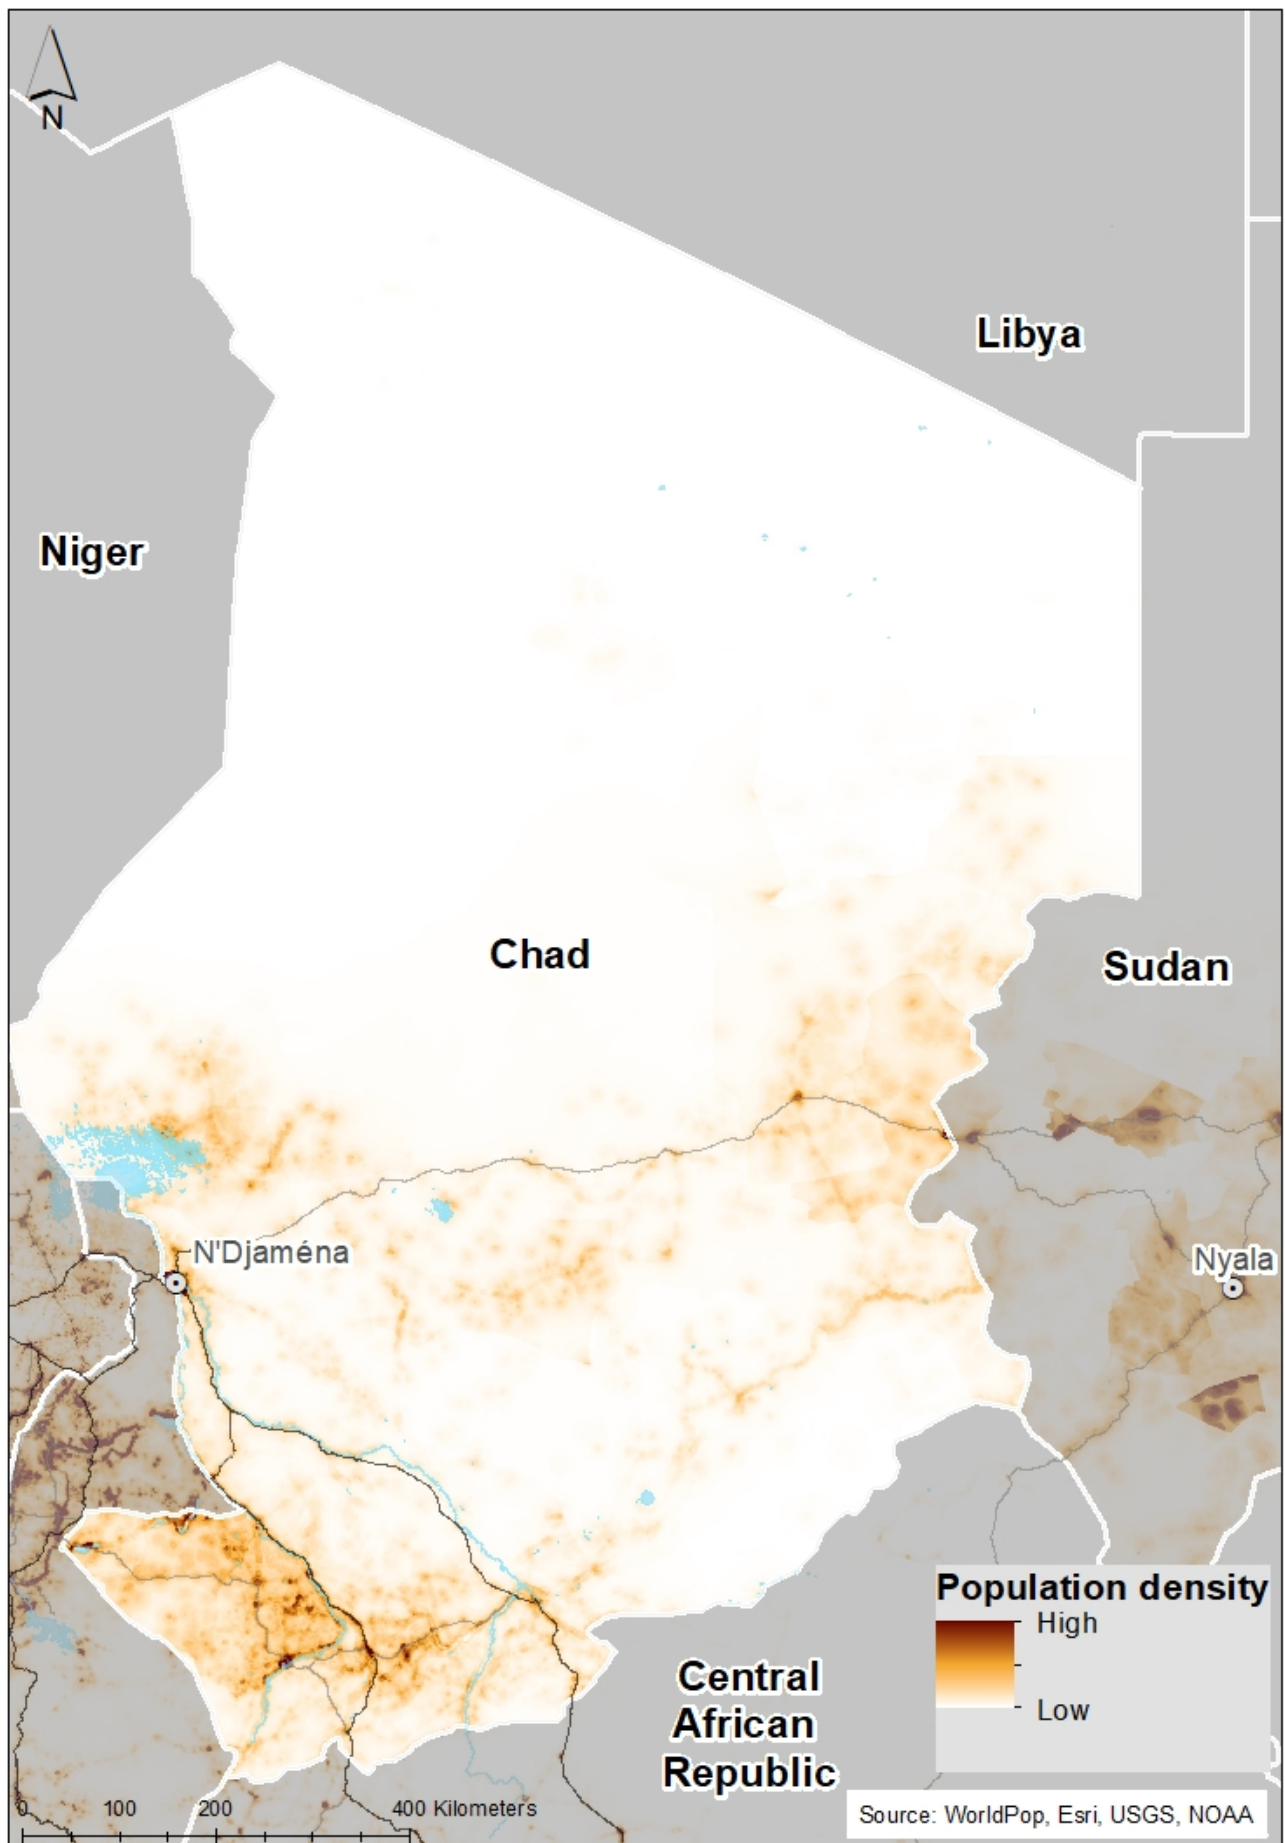 N
Libya
Niger
Chad
Sudan
N'Djaména
Nyala
Population density
High
Low
Central
African
Republic
0 100 200 400 Kilometers
Source: WorldPop, Esri, USGS, NOAA